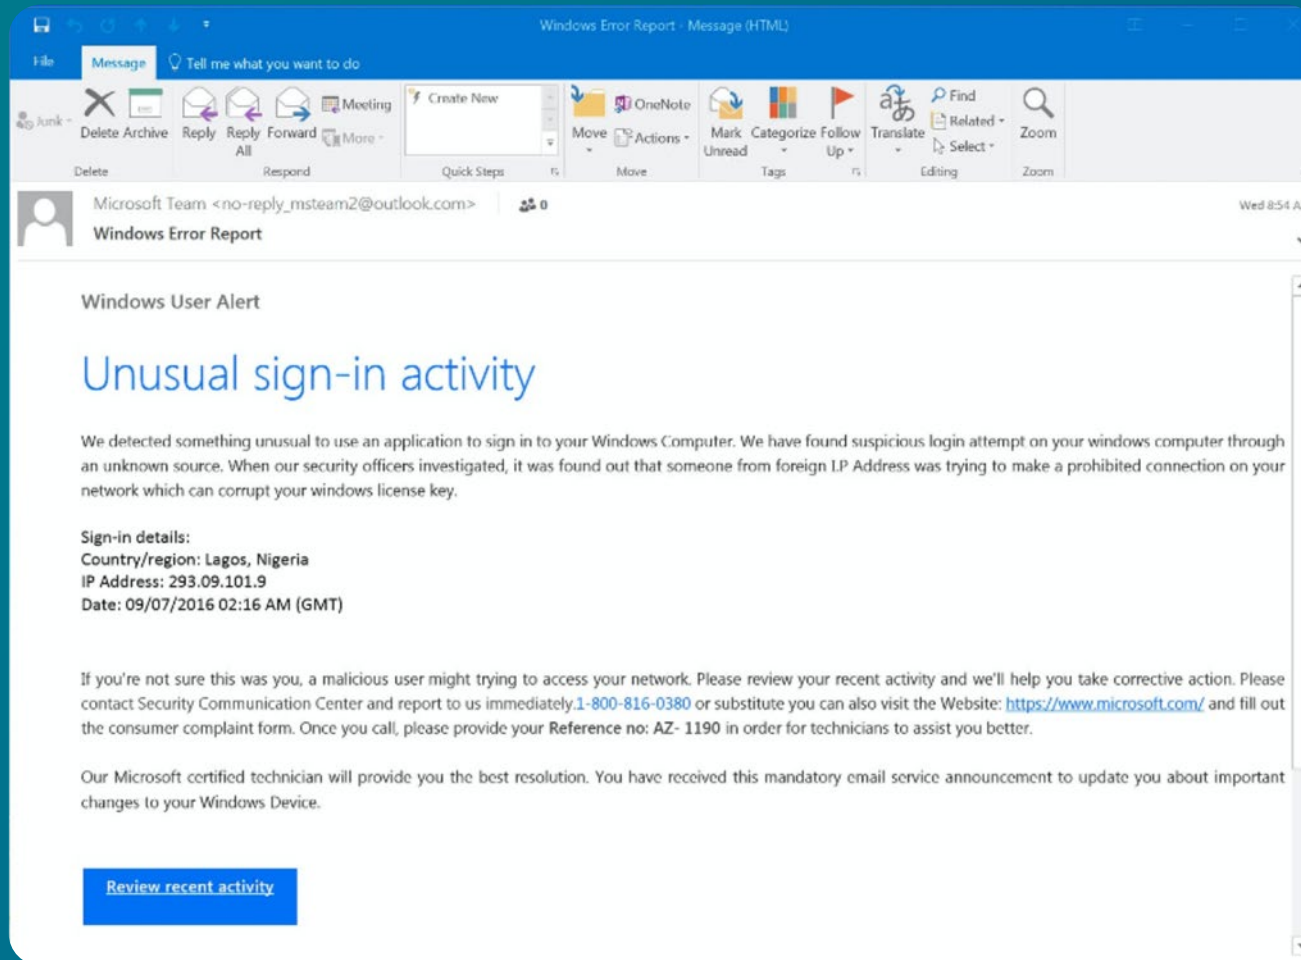 Windows Error Report - Message (HTML)
File
Message
Tell me what you want to do
Junk
Delete
Archive
Reply
Reply All
Forward
Meeting
More
Create New
Move
OneNote
Actions
Mark Unread
Categorize
Follow Up
Translate
Find
Related
Select
Zoom
Delete
Respond
Quick Steps
Move
Tags
Editing
Zoom
Microsoft Team <no-reply_msteam2@outlook.com>
0
Wed 8:54 A
Windows Error Report
Windows User Alert
Unusual sign-in activity
We detected something unusual to use an application to sign in to your Windows Computer. We have found suspicious login attempt on your windows computer through
an unknown source. When our security officers investigated, it was found out that someone from foreign I.P Address was trying to make a prohibited connection on your
network which can corrupt your windows license key.
Sign-in details:
Country/region: Lagos, Nigeria
IP Address: 293.09.101.9
Date: 09/07/2016 02:16 AM (GMT)
If you're not sure this was you, a malicious user might trying to access your network. Please review your recent activity and we'll help you take corrective action. Please
contact Security Communication Center and report to us immediately.1-800-816-0380 or substitute you can also visit the Website: https://www.microsoft.com/ and fill out
the consumer complaint form. Once you call, please provide your Reference no: AZ- 1190 in order for technicians to assist you better.
Our Microsoft certified technician will provide you the best resolution. You have received this mandatory email service announcement to update you about important
changes to your Windows Device.
Review recent activity